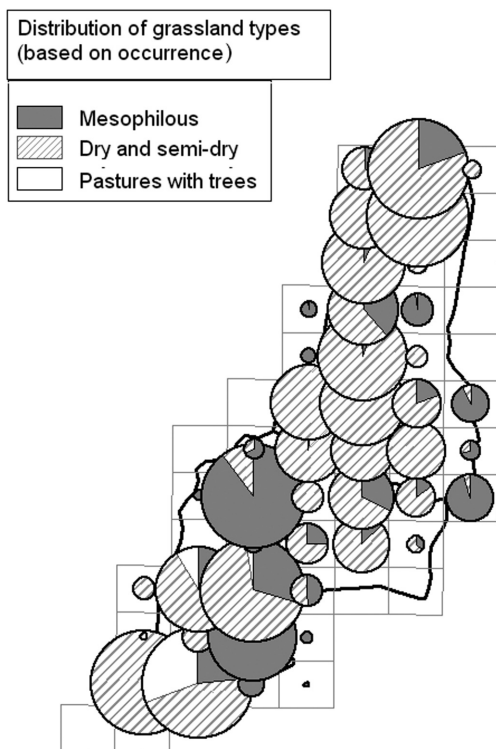 Distribution of grassland types
(based on occurrence)
Mesophilous
Dry and semi-dry
Pastures with trees